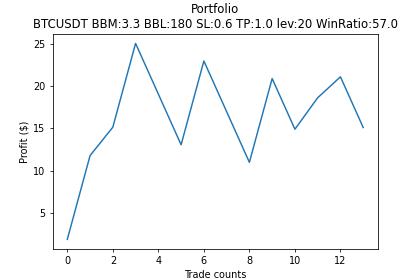 Portfolio
BTCUSDT BBM:3.3 BBL:180 SL:0.6 TP:1.0 lev:20 WinRatio:57.0
25
20
15
10
5
Profit ($)
0 2 4 6 8 10 12
Trade counts